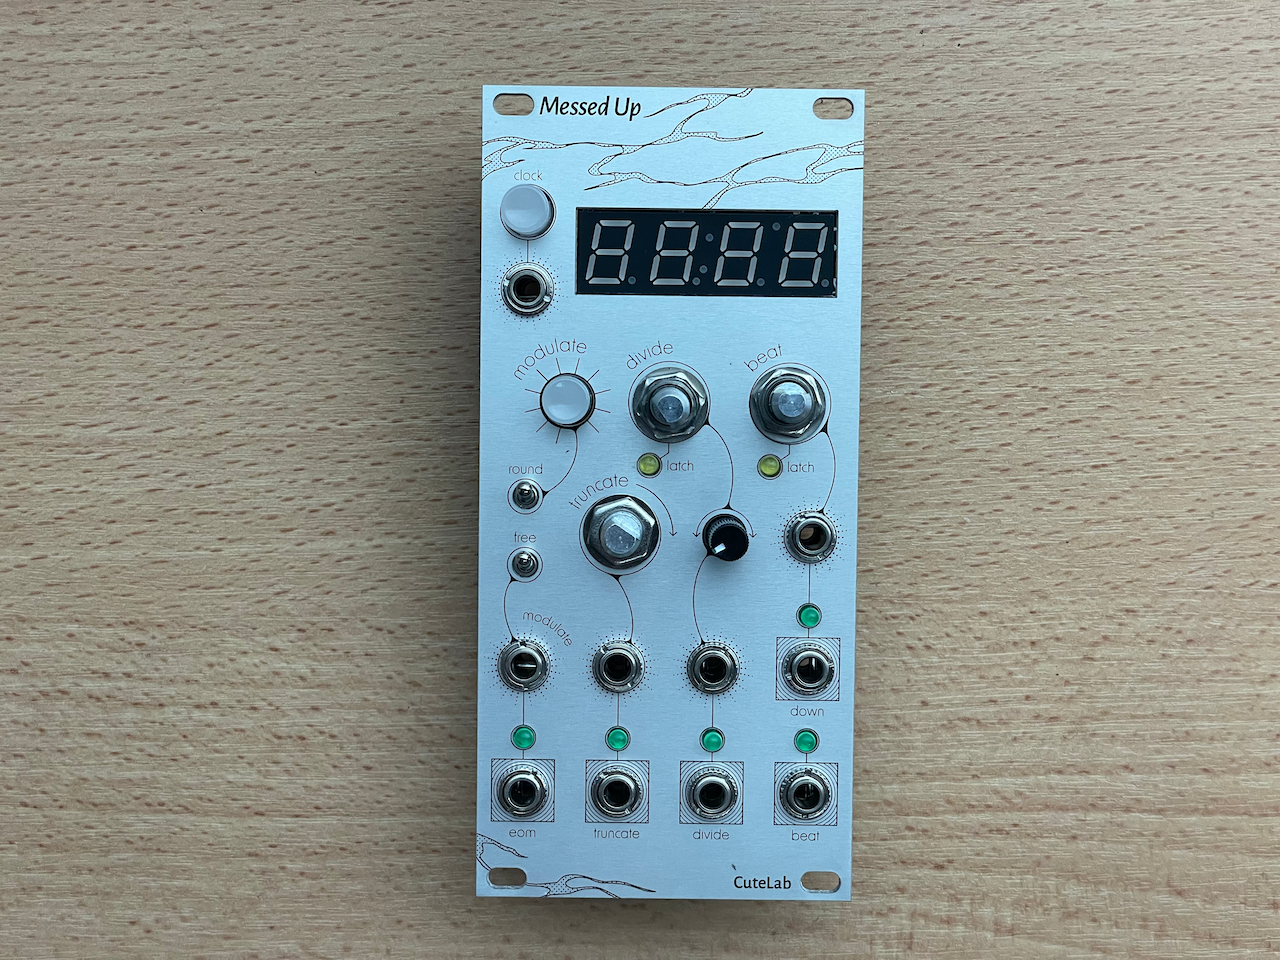 Messed Up
clock
modulate
divide
beat
latch
latch
round
truncate
free
modulate
down
eom
truncate
divide
beat
CuteLab